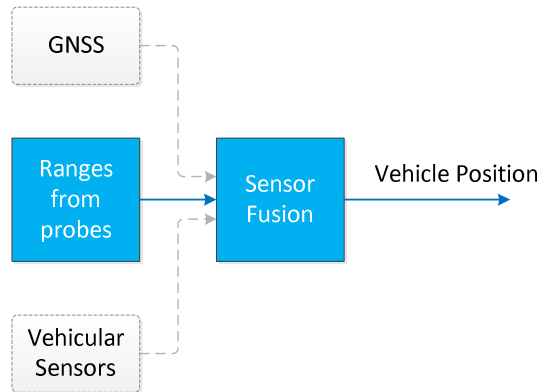 GNSS
Ranges
from
probes
Sensor
Fusion
Vehicle Position
Vehicular
Sensors